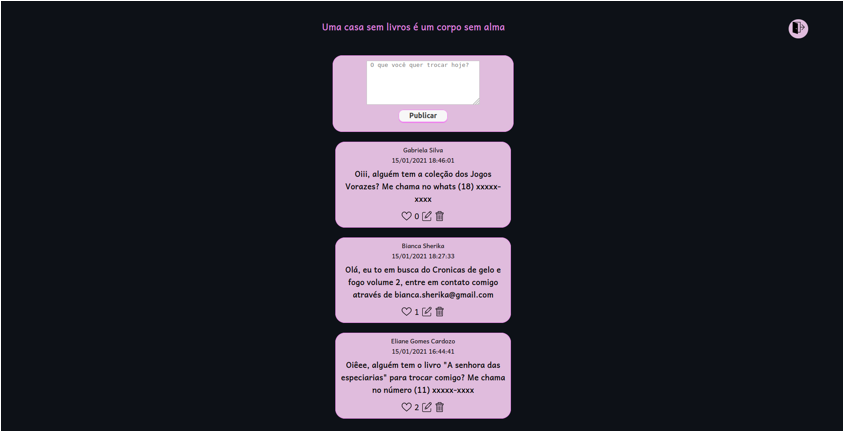 Uma casa sem livros é um corpo sem alma
O que você quer trocar hoje?
Publicar
Gabriela Silva
15/01/2021 18:46:01
Oiii, alguém tem a coleção dos Jogos
Vorazes? Me chama no whats (18) xxxxx-
xxxx
0
Bianca Sherika
15/01/2021 18:27:33
Olá, eu to em busca do Cronicas de gelo e
fogo volume 2, entre em contato comigo
através de bianca.sherika@gmail.com
1
Eliane Gomes Cardozo
15/01/2021 16:44:41
Oiêee, alguém tem o livro "A senhora das
especiarias" para trocar comigo? Me chama
no número (11) xxxxx-xxxx
2